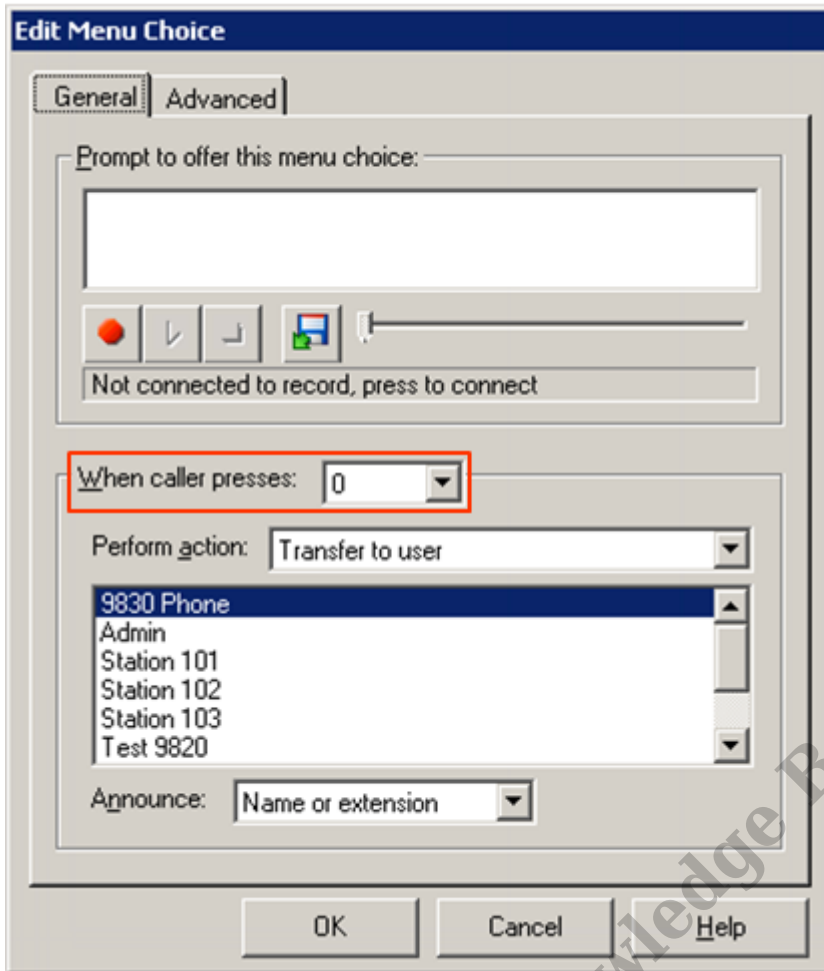 Edit Menu Choice
General Advanced
Prompt to offer this menu choice:
Not connected to record, press to connect
When caller presses: 0
Perform action: Transfer to user
9830 Phone
Admin
Station 101
Station 102
Station 103
Test 9820
Announce: Name or extension
OK Cancel Help